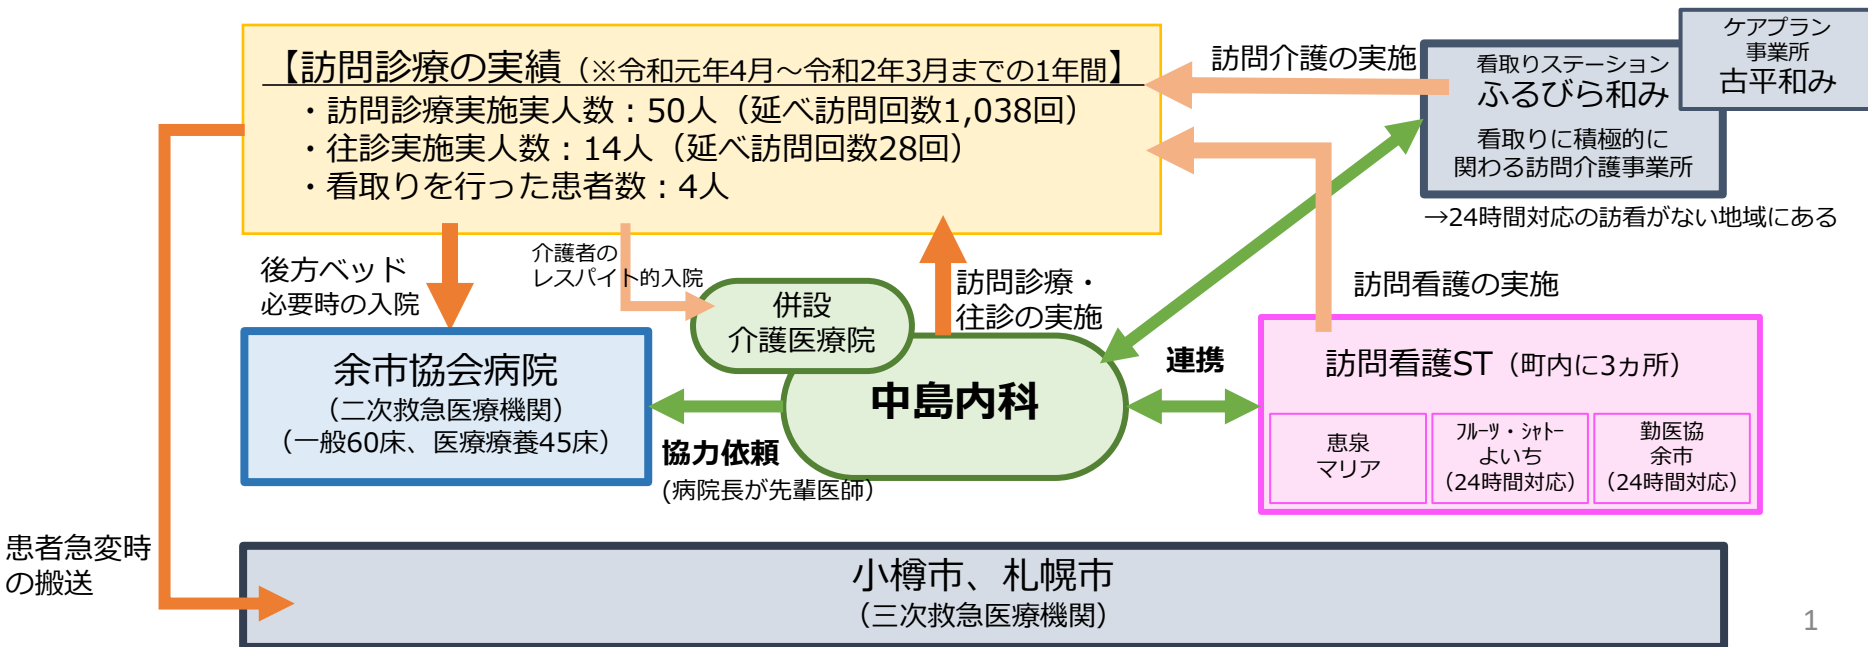 【訪問診療の実績（※令和元年4月～令和2年3月までの1年間】
・訪問診療実施実人数：50人（延べ訪問回数1,038回）
・往診実施実人数：14人（延べ訪問回数28回）
・看取りを行った患者数：4人
訪問介護の実施
ケアプラン
事業所
古平和み
看取りステーション
ふるびら和み
看取りに積極的に
関わる訪問介護事業所
→24時間対応の訪看がない地域にある
後方ベッド
必要時の入院
介護者の
レスパイト的入院
併設
介護医療院
訪問診療・
往診の実施
訪問看護の実施
余市協会病院
（二次救急医療機関）
（一般60床、医療療養45床）
中島内科
連携
協力依頼
(病院長が先輩医師）
訪問看護ST（町内に3ヵ所）
恵泉
マリア
ﾌﾙｰﾂ・ｼｬﾄｰ
よいち
（24時間対応）
勤医協
余市
（24時間対応）
患者急変時
の搬送
小樽市、札幌市
（三次救急医療機関）
1